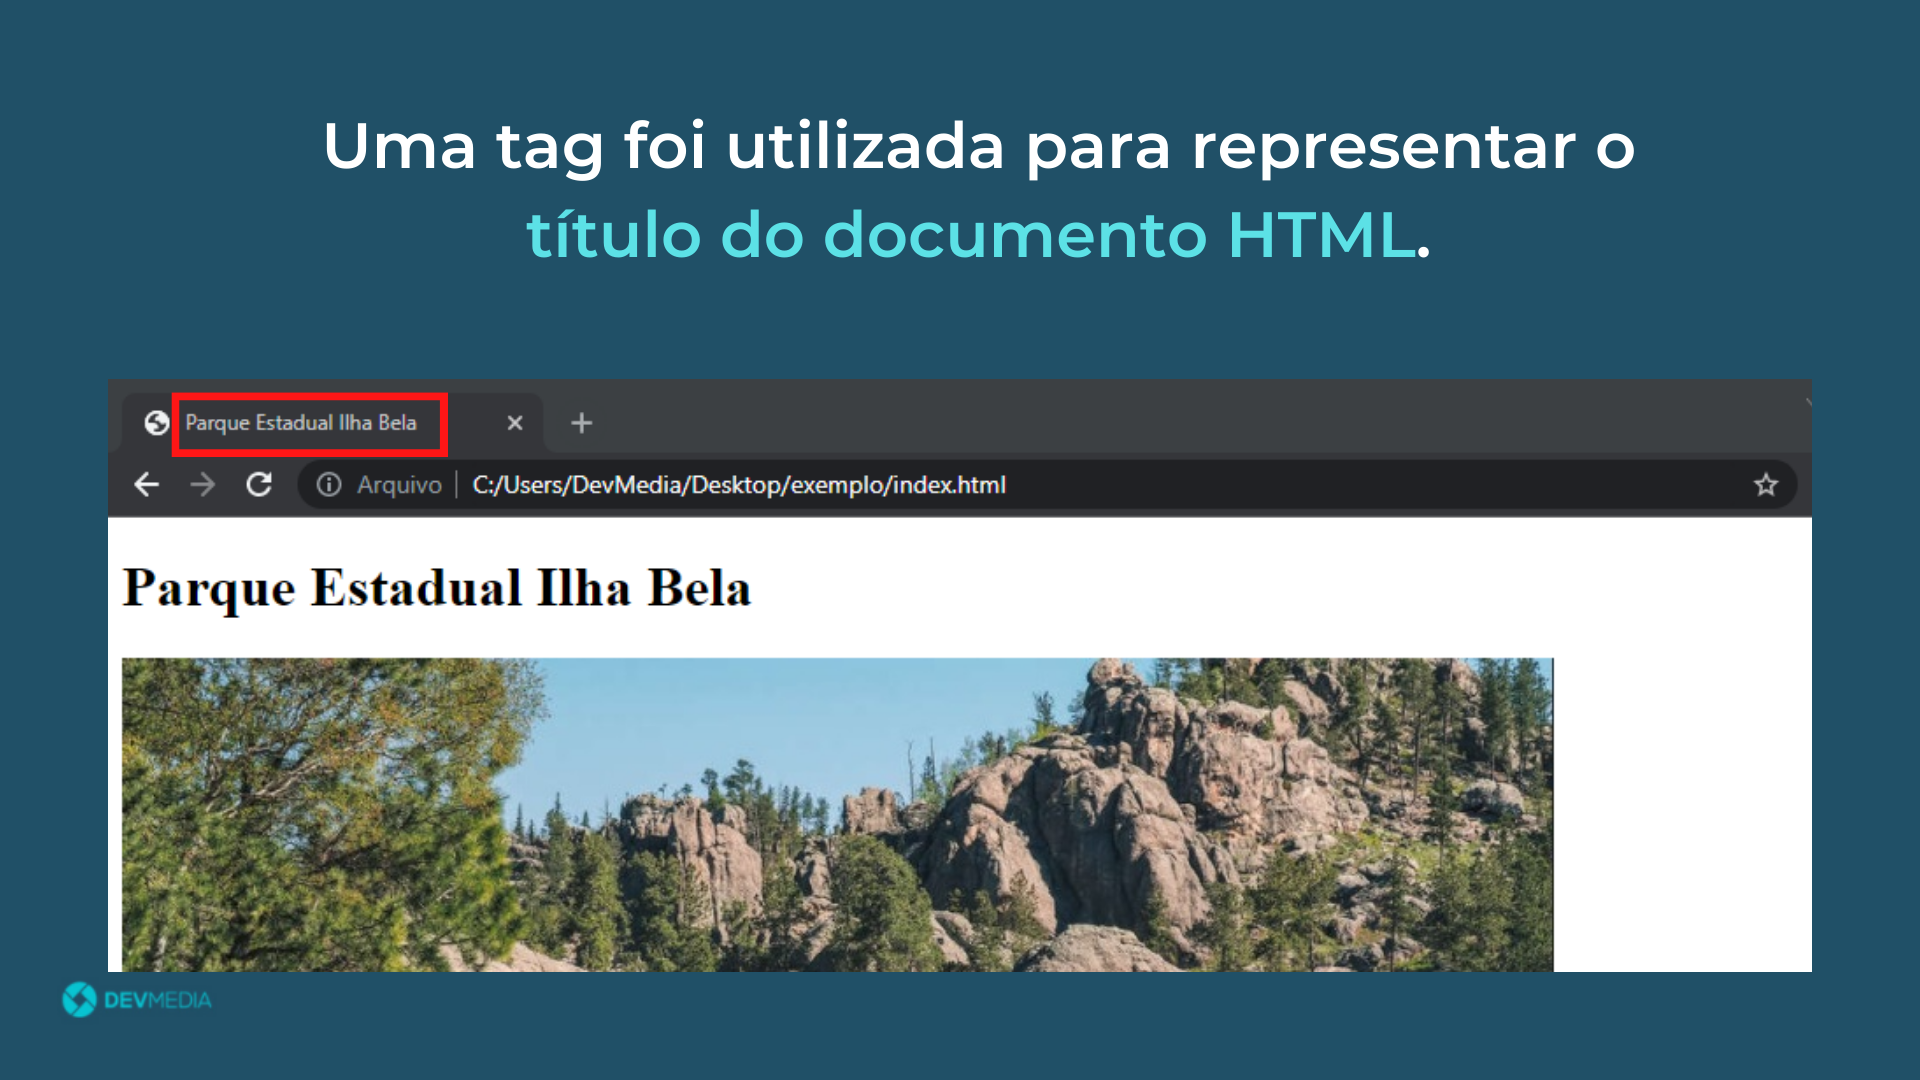 Uma tag foi utilizada para representar o
título do documento HTML.
Parque Estadual Ilha Bela
Arquivo C:/Users/DevMedia/Desktop/exemplo/index.html
Parque Estadual Ilha Bela
DEVMEDIA